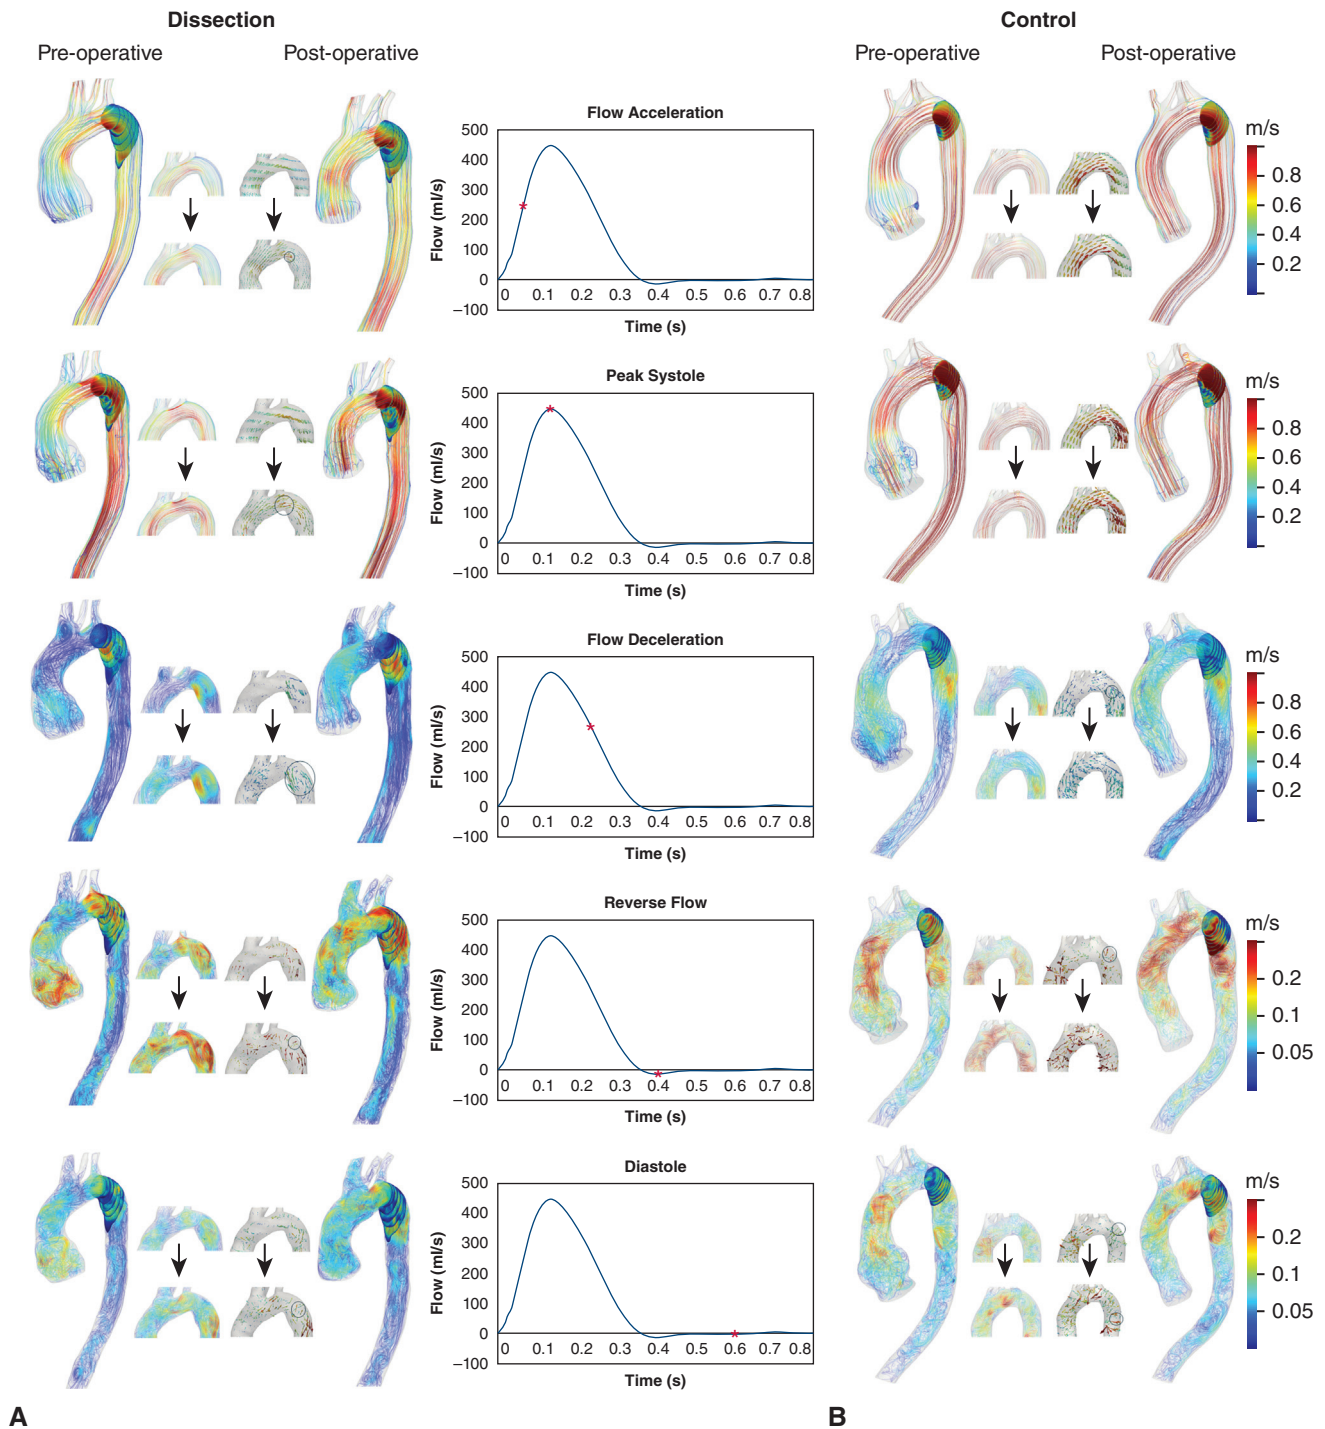 Dissection
Control
Pre-operative
Post-operative
Pre-operative
Post-operative
Flow Acceleration
500
400
300
200
100
0
–100
Flow (ml/s)
0 0.1 0.2 0.3 0.4 0.5 0.6 0.7 0.8
Time (s)
m/s
0.8
0.6
0.4
0.2
Peak Systole
500
400
300
200
100
0
–100
Flow (ml/s)
0 0.1 0.2 0.3 0.4 0.5 0.6 0.7 0.8
Time (s)
m/s
0.8
0.6
0.4
0.2
Flow Deceleration
500
400
300
200
100
0
–100
Flow (ml/s)
0 0.1 0.2 0.3 0.4 0.5 0.6 0.7 0.8
Time (s)
m/s
0.8
0.6
0.4
0.2
Reverse Flow
500
400
300
200
100
0
–100
Flow (ml/s)
0 0.1 0.2 0.3 0.4 0.5 0.6 0.7 0.8
Time (s)
m/s
0.2
0.1
0.05
Diastole
500
400
300
200
100
0
–100
Flow (ml/s)
0 0.1 0.2 0.3 0.4 0.5 0.6 0.7 0.8
Time (s)
m/s
0.2
0.1
0.05
A
B